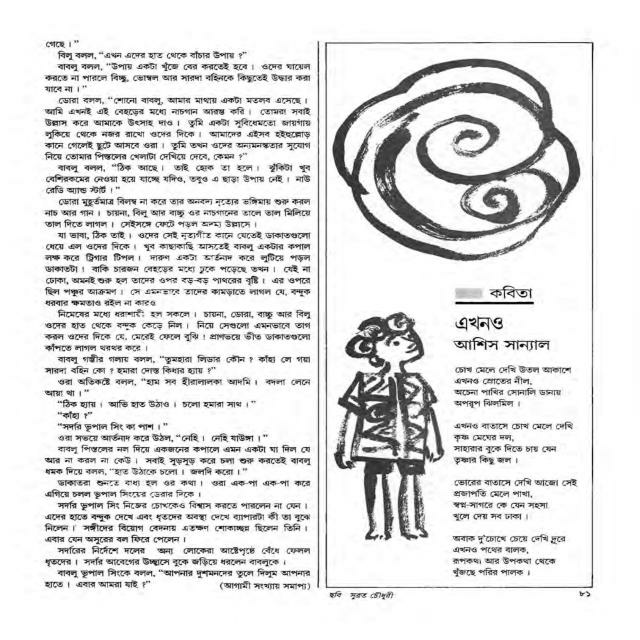 গেছে।"
বিলু বলল, "এখন এদের হাত থেকে বাঁচার উপায় ?"
বাবলু বলল, "উপায় একটা খুঁজে বের করতেই হবে। ওদের ঘায়েল
করতে না পারলে বিচ্ছু, ভোম্বল আর সারদা বহিনকে কিছুতেই উদ্ধার করা
যাবে না।"
ডোরা বলল, "শোনো বাবলু, আমার মাথায় একটা মতলব এসেছে।
আমি এখনই এই বেহড়ের মধ্যে নাচগান আরম্ভ করি। তোমরা সবাই
উল্লাস করে আমাকে উৎসাহ দাও। তুমি একটা সুবিধেমতো জায়গায়
লুকিয়ে থেকে নজর রাখো ওদের দিকে। আমাদের এইসব হইহুল্লোড়
কানে গেলেই ছুটে আসবে ওরা। তুমি তখন ওদের অন্যমনস্কতার সুযোগ
নিয়ে তোমার পিস্তলের খেলাটা দেখিয়ে দেবে, কেমন ?"
বাবলু বলল, "ঠিক আছে। তাই হোক তা হলে। ঝুঁকিটা খুব
বেশিরকমের নেওয়া হয়ে যাচ্ছে যদিও, তবুও এ ছাড়া উপায় নেই। নাউ
রেডি অ্যান্ড স্টার্ট।"
ডোরা মুহূর্তমাত্র বিলম্ব না করে তার অনবদ্য নৃত্যের ভঙ্গিমায় শুরু করল
নাচ আর গান। চায়না, বিলু আর বাচ্চু ওর নাচগানের তালে তাল মিলিয়ে
তাল দিতে লাগল। সেইসঙ্গে ফেটে পড়ল অদম্য উল্লাসে।
যা ভাবা, ঠিক তাই। ওদের সেই নৃত্যগীত কানে যেতেই ডাকাতগুলো
ধেয়ে এল ওদের দিকে। খুব কাছাকাছি আসতেই বাবলু একটার কপাল
লক্ষ করে ট্রিগার টিপল। দারুণ একটা আর্তনাদ করে লুটিয়ে পড়ল
ডাকাতটা। বাকি চারজন বেহড়ের মধ্যে ঢুকে পড়েছে তখন। যেই না
ঢোকা, অমনই শুরু হল তাদের ওপর বড়-বড় পাথরের বৃষ্টি। এর ওপরে
ছিল পঞ্চুর আক্রমণ। সে এমনভাবে তাদের কামড়াতে লাগল যে, বন্দুক
ধরবার ক্ষমতাও রইল না কারও
নিমেষের মধ্যে ধরাশায়ী হল সকলে। চায়না, ডোরা, বাচ্চু আর বিলু
ওদের হাত থেকে বন্দুক কেড়ে নিল। নিয়ে সেগুলো এমনভাবে তাগ
করল ওদের দিকে যে, মেরেই ফেলে বুঝি। প্রাণভয়ে ভীত ডাকাতগুলো
কাঁপতে লাগল থরথর করে।
বাবলু গম্ভীর গলায় বলল, "তুমহারা লিডার কৌন ? কাঁহা লে গয়া
সারদা বহিন কো ? হমারা দোস্ত কিধার হ্যায় ?"
ওরা অতিকষ্টে বলল, "হাম সব হীরালালকা আদমি। বদলা লেনে
আয়া থা।"
"ঠিক হ্যায়। আভি হাত উঠাও। চলো হমারা সাথ।"
"কাঁহা ?"
"সর্দার ভূপাল সিং কা পাশ।"
ওরা সভয়ে আর্তনাদ করে উঠল, "নেহি। নেহি যাউঙ্গা।"
বাবলু পিস্তলের নল দিয়ে একজনের কপালে এমন একটা ঘা দিল যে
আর না করল না কেউ। সবাই সুড়সুড় করে চলা শুরু করতেই বাবলু
ধমক দিয়ে বলল, "হাত উঠাকে চলো। জলদি করো।"
ডাকাতরা শুনতে বাধ্য হল ওর কথা। ওরা এক-পা এক-পা করে
এগিয়ে চলল ভূপাল সিংয়ের ডেরার দিকে।
সর্দার ভূপাল সিং নিজের চোখকেও বিশ্বাস করতে পারলেন না যেন।
এদের হাতে বন্দুক দেখে এবং ধৃতদের অবস্থা দেখে ব্যাপারটা কী তা বুঝে
নিলেন। সঙ্গীদের বিয়োগ বেদনায় এতক্ষণ শোকাচ্ছন্ন ছিলেন তিনি।
এবার যেন অসুরের বল ফিরে পেলেন।
সর্দারের নির্দেশে দলের অন্য লোকেরা আষ্টেপৃষ্ঠে বেঁধে ফেলল
ধৃতদের। সর্দার আবেগের উচ্ছ্বাসে বুকে জড়িয়ে ধরলেন বাবলুকে।
বাবলু ভূপাল সিংকে বলল, "আপনার দুশমনদের তুলে দিলুম আপনার
হাতে। এবার আমরা যাই ?"
(আগামী সংখ্যায় সমাপ্য)
কবিতা
এখনও
আশিস সান্যাল
চোখ মেলে দেখি উতল আকাশে
এখনও স্রোতের নীল,
অচেনা পাখির সোনালি ডানায়
অপরূপ ঝিলমিল।
এখনও বাতাসে চোখ মেলে দেখি
কৃষ্ণ মেঘের দল,
সাহারার বুকে দিতে চায় যেন
তৃষ্ণার কিছু জল।
ভোরের বাতাসে দেখি আজো সেই
প্রজাপতি মেলে পাখা,
স্বপ্ন-সাগরে কে যেন সহসা
খুলে দেয় সব ঢাকা।
অবাক দু'চোখে চেয়ে দেখি দূরে
এখনও পথের বালক,
রূপকথা আর উপকথা থেকে
খুঁজছে পরির পালক।
ছবি সুব্রত চৌধুরী
৮১